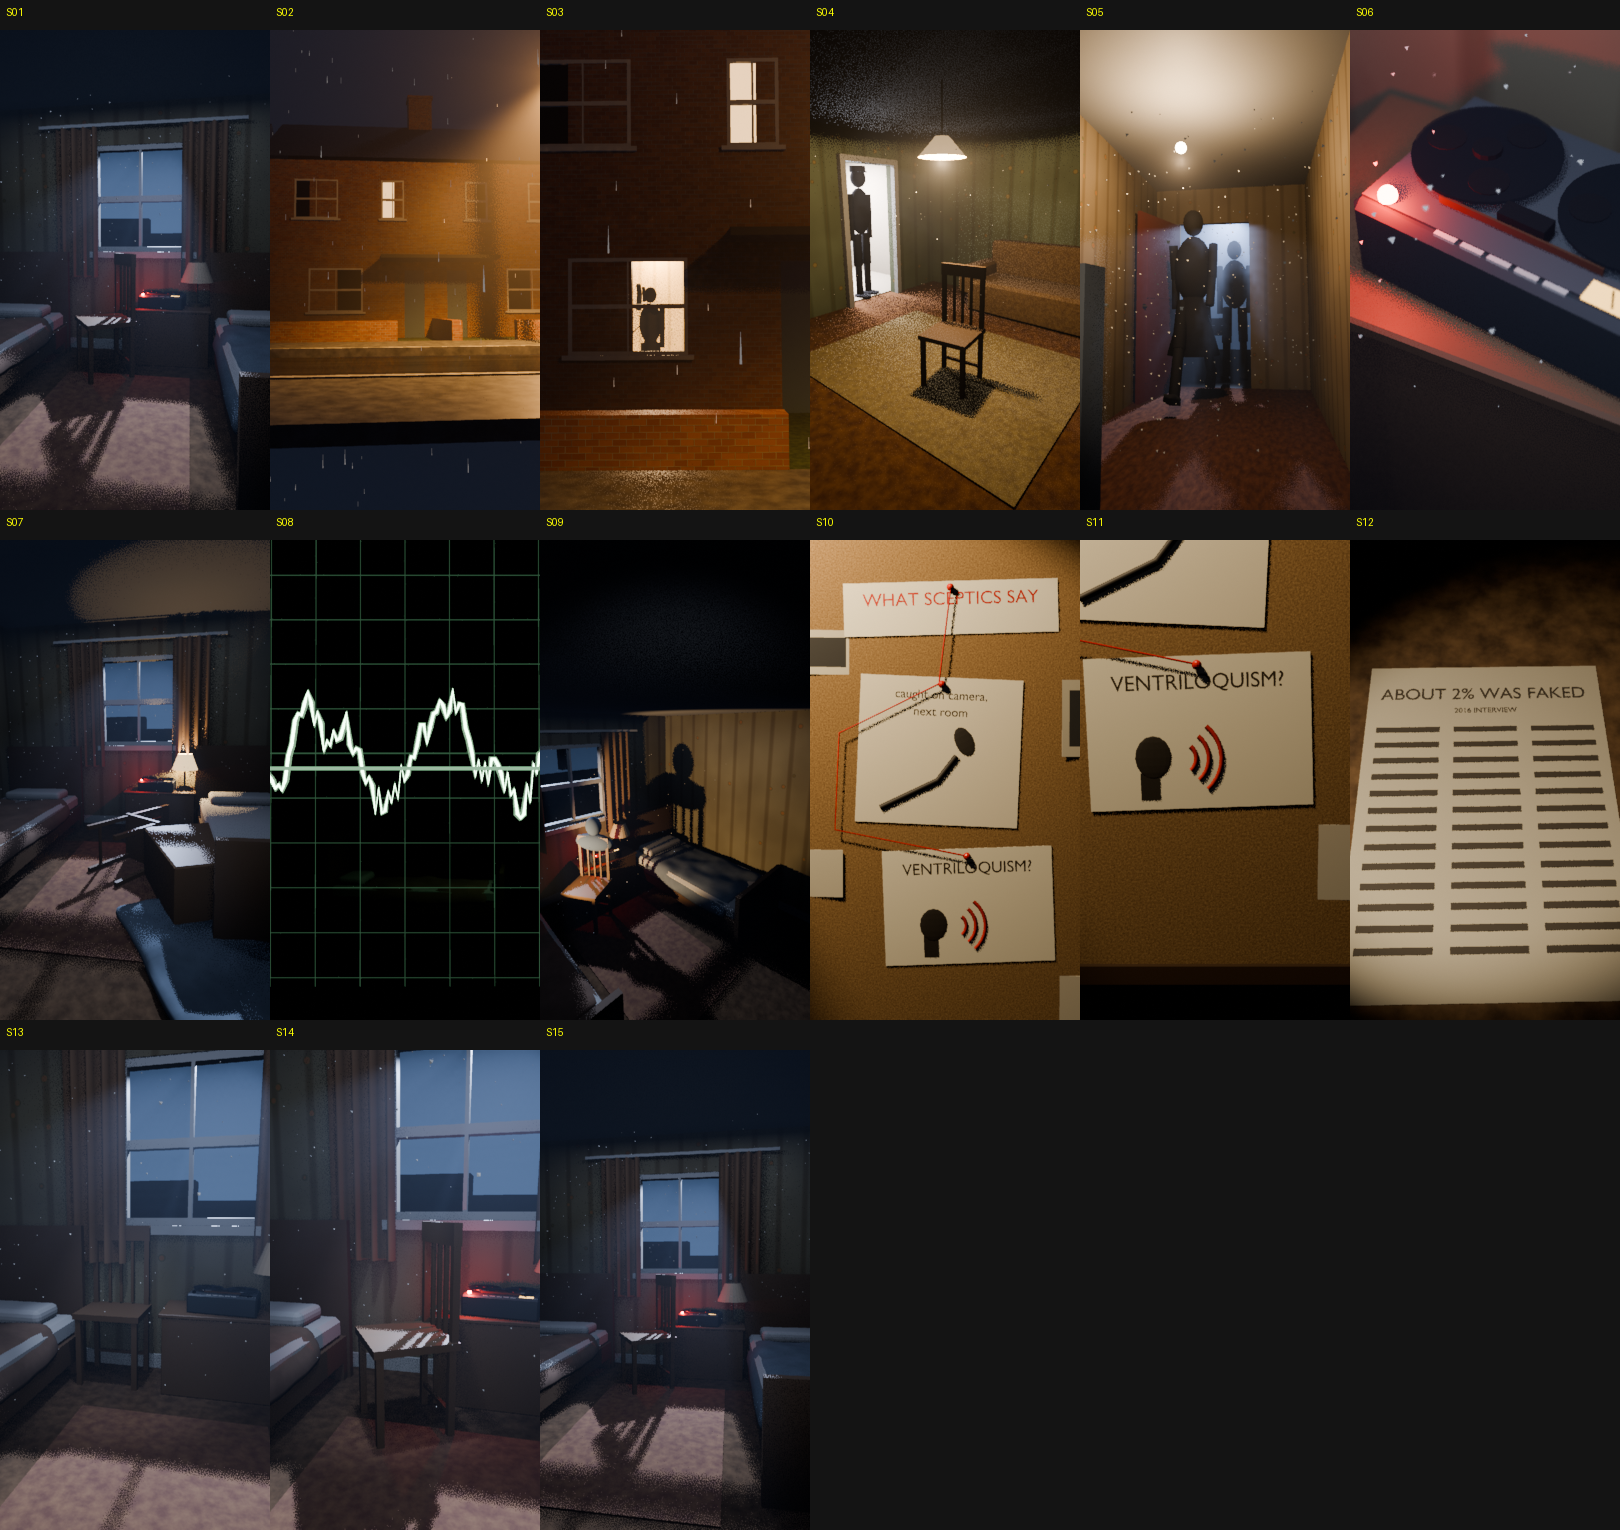 S01
S02
S03
S04
S05
S06
S07
S08
S09
S10
S11
S12
WHAT SCEPTICS SAY
caught on camera,
next room
VENTRILOQUISM?
VENTRILOQUISM?
ABOUT 2% WAS FAKED
2016 INTERVIEW
S13
S14
S15